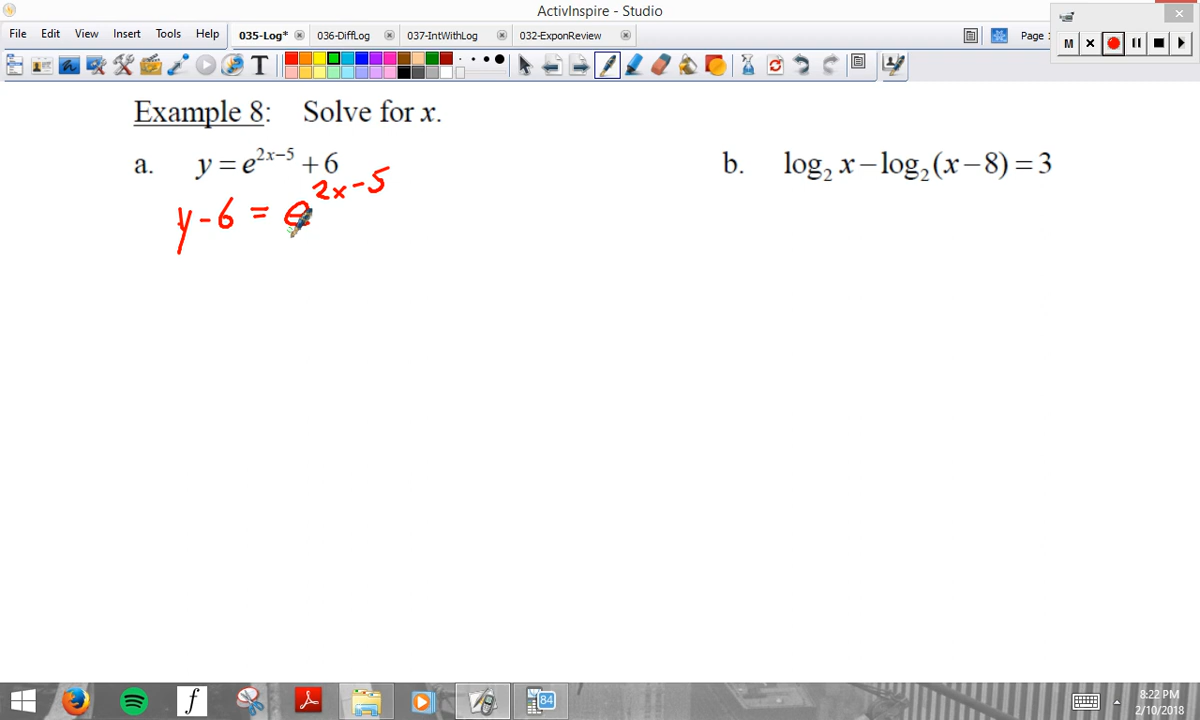 ActivInspire - Studio
File Edit View Insert Tools Help
035-Log* 036-DiffLog 037-IntWithLog 032-ExponReview
Page
M
T
Example 8: Solve for x.
a. y = e^{2x−5} + 6
b. log₂ x − log₂(x − 8) = 3
y - 6 = e^{2x-5}
f
84
8:22 PM
2/10/2018